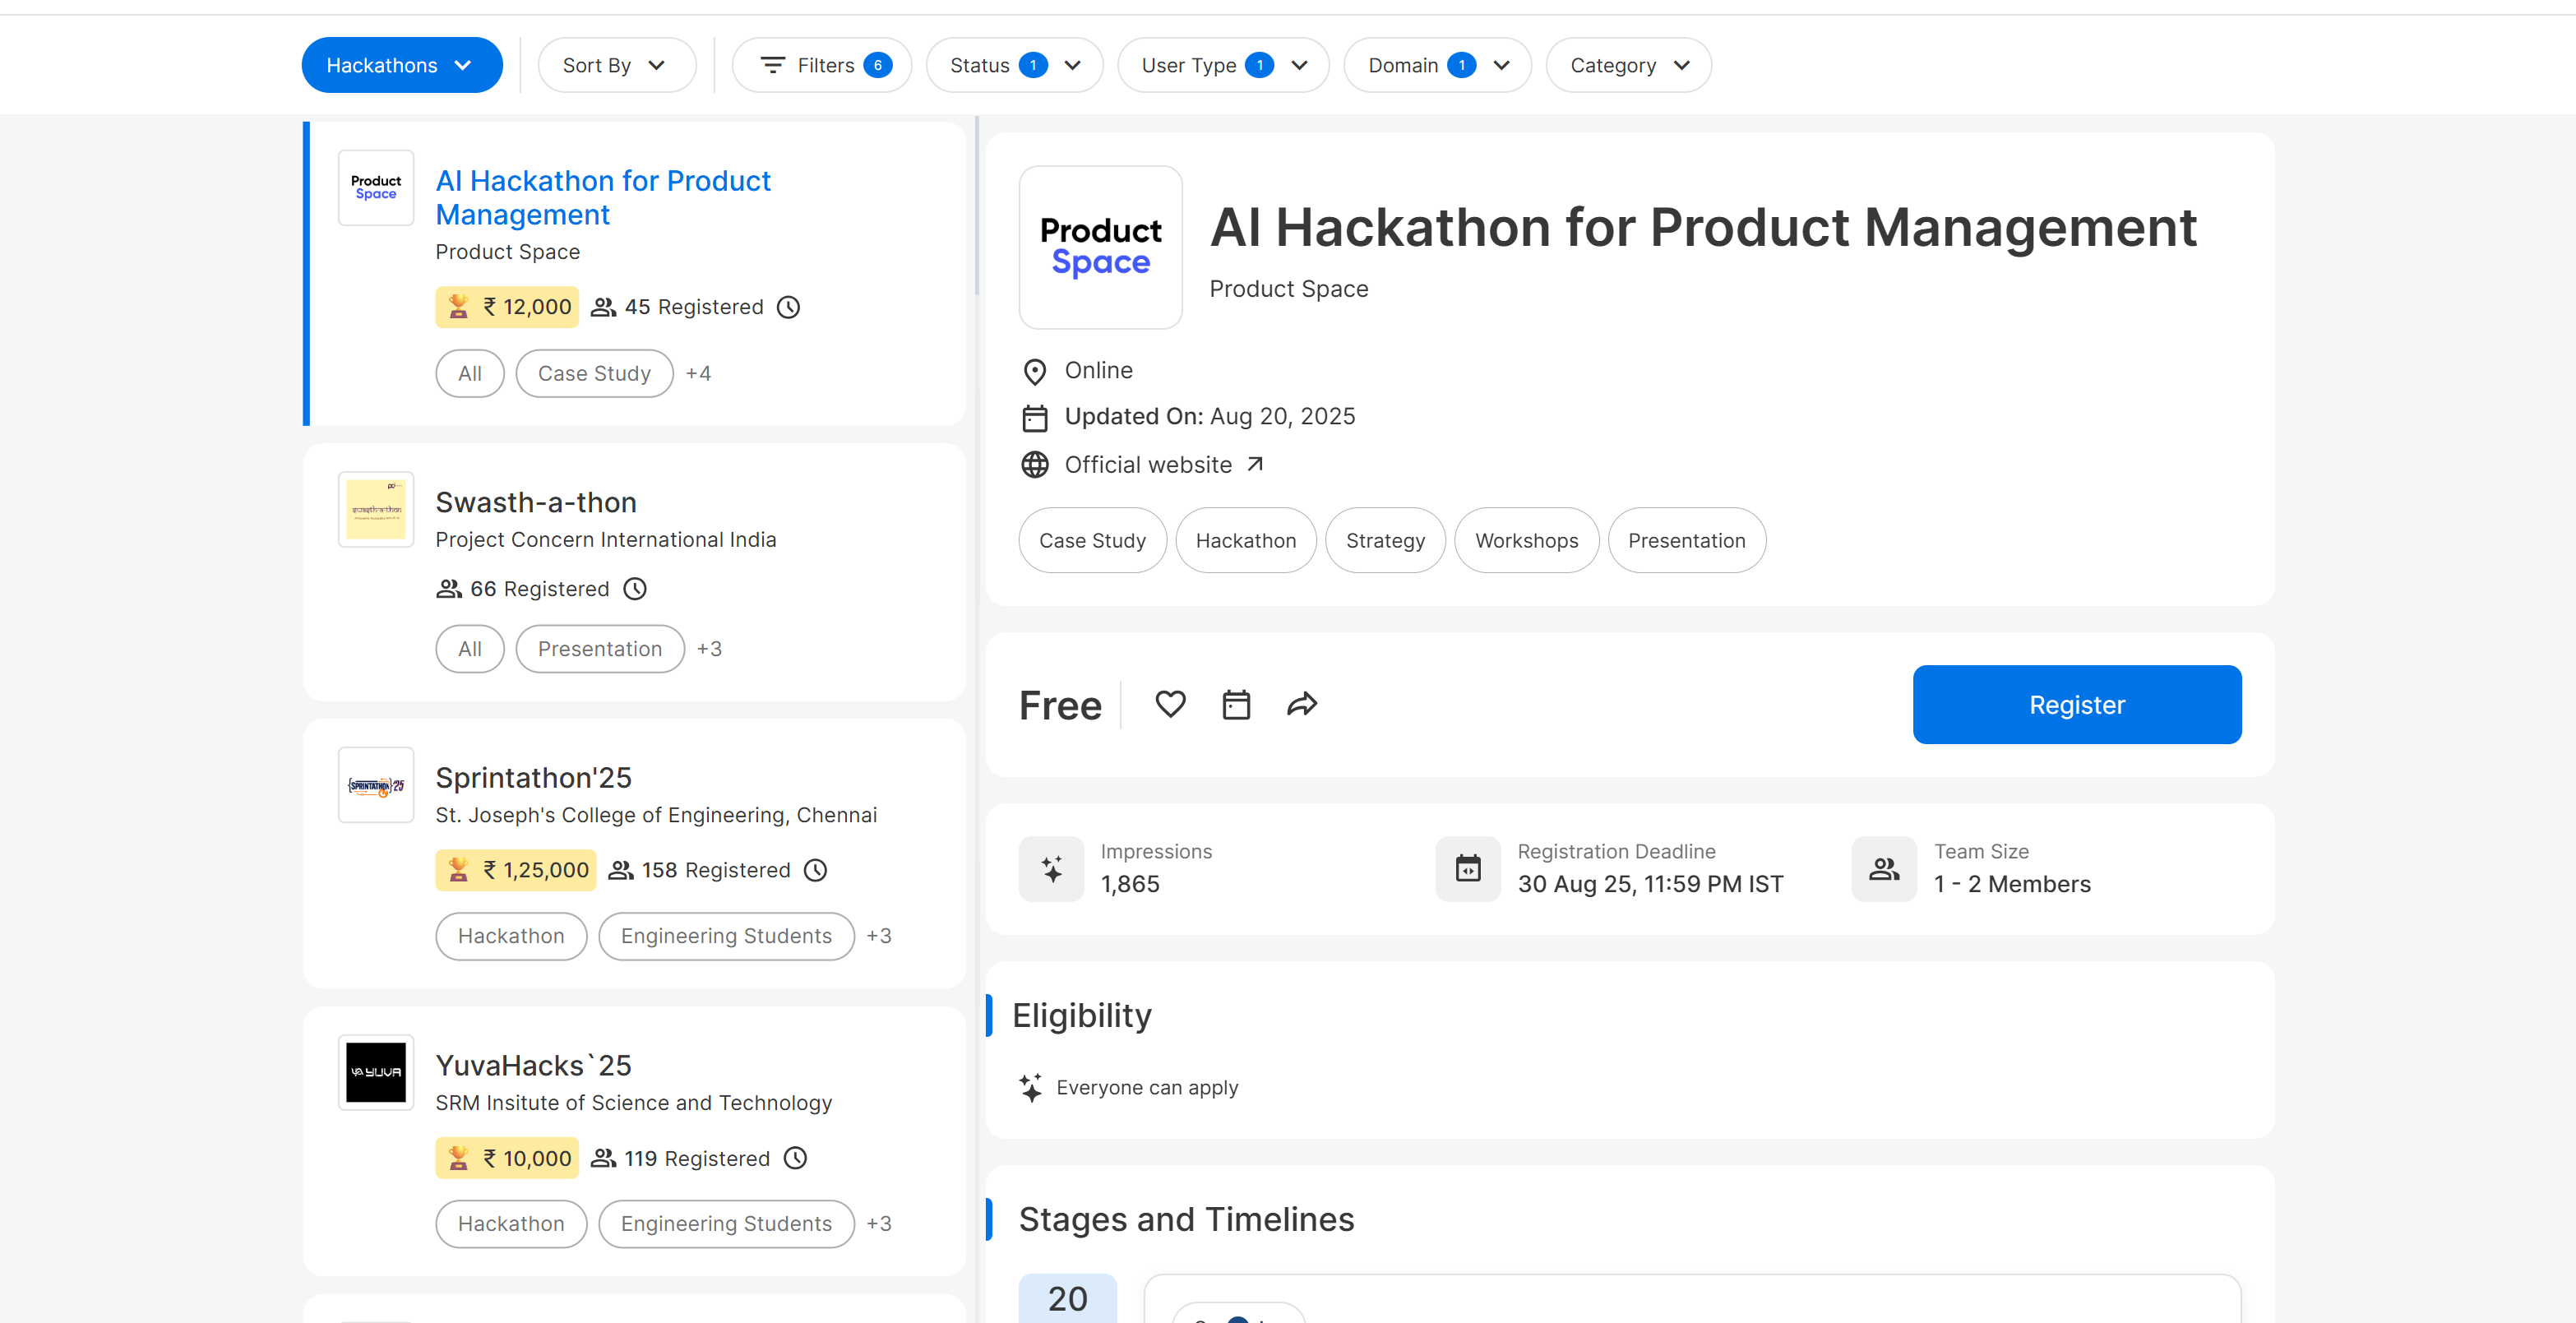 Hackathons
Sort By
Filters 6
Status 1
User Type 1
Domain 1
Category
Product
Space
AI Hackathon for Product
Management
Product Space
₹ 12,000
45 Registered
All
Case Study
+4
swasth-a-thon
Swasth-a-thon
Project Concern International India
66 Registered
All
Presentation
+3
{SPRINTATHON}'25
Sprintathon'25
St. Joseph's College of Engineering, Chennai
₹ 1,25,000
158 Registered
Hackathon
Engineering Students
+3
YUVA
YuvaHacks`25
SRM Insitute of Science and Technology
₹ 10,000
119 Registered
Hackathon
Engineering Students
+3
Product
Space
AI Hackathon for Product Management
Product Space
Online
Updated On: Aug 20, 2025
Official website
Case Study
Hackathon
Strategy
Workshops
Presentation
Free
Register
Impressions
1,865
Registration Deadline
30 Aug 25, 11:59 PM IST
Team Size
1 - 2 Members
Eligibility
Everyone can apply
Stages and Timelines
20